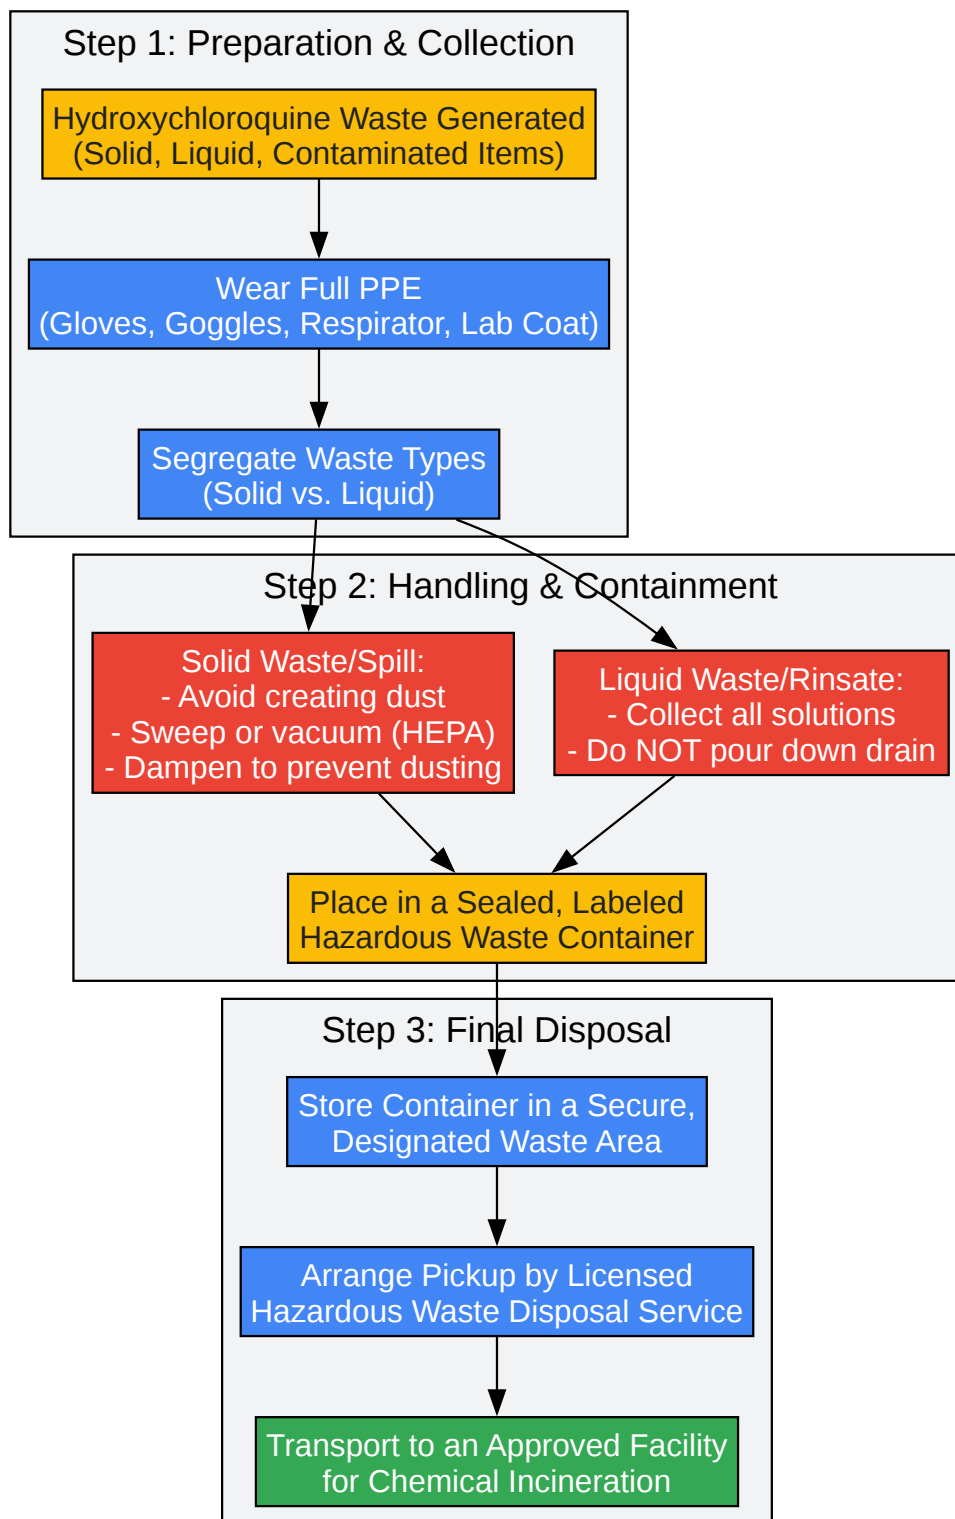 Step 1: Preparation & Collection
Hydroxychloroquine Waste Generated
(Solid, Liquid, Contaminated Items)
Wear Full PPE
(Gloves, Goggles, Respirator, Lab Coat)
Segregate Waste Types
(Solid vs. Liquid)
Step 2: Handling & Containment
Solid Waste/Spill:
- Avoid creating dust
- Sweep or vacuum (HEPA)
- Dampen to prevent dusting
Liquid Waste/Rinsate:
- Collect all solutions
- Do NOT pour down drain
Place in a Sealed, Labeled
Hazardous Waste Container
Step 3: Final Disposal
Store Container in a Secure,
Designated Waste Area
Arrange Pickup by Licensed
Hazardous Waste Disposal Service
Transport to an Approved Facility
for Chemical Incineration